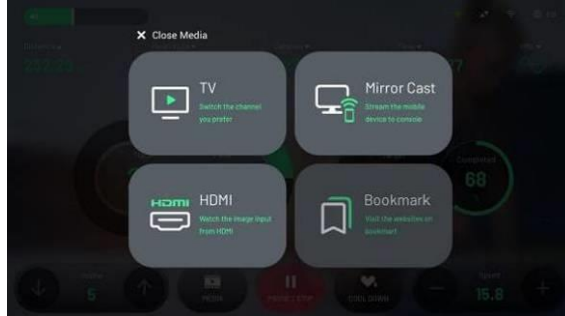 ✕ Close Media
TV
Switch the channel
you prefer
Mirror Cast
Stream the mobile
device to console
HDMI
HDMI
Watch the image input
from HDMI
Bookmark
Visit the websites on
bookmark
Completed
68
Incline
5
MEDIA
COOL DOWN
Speed
15.8